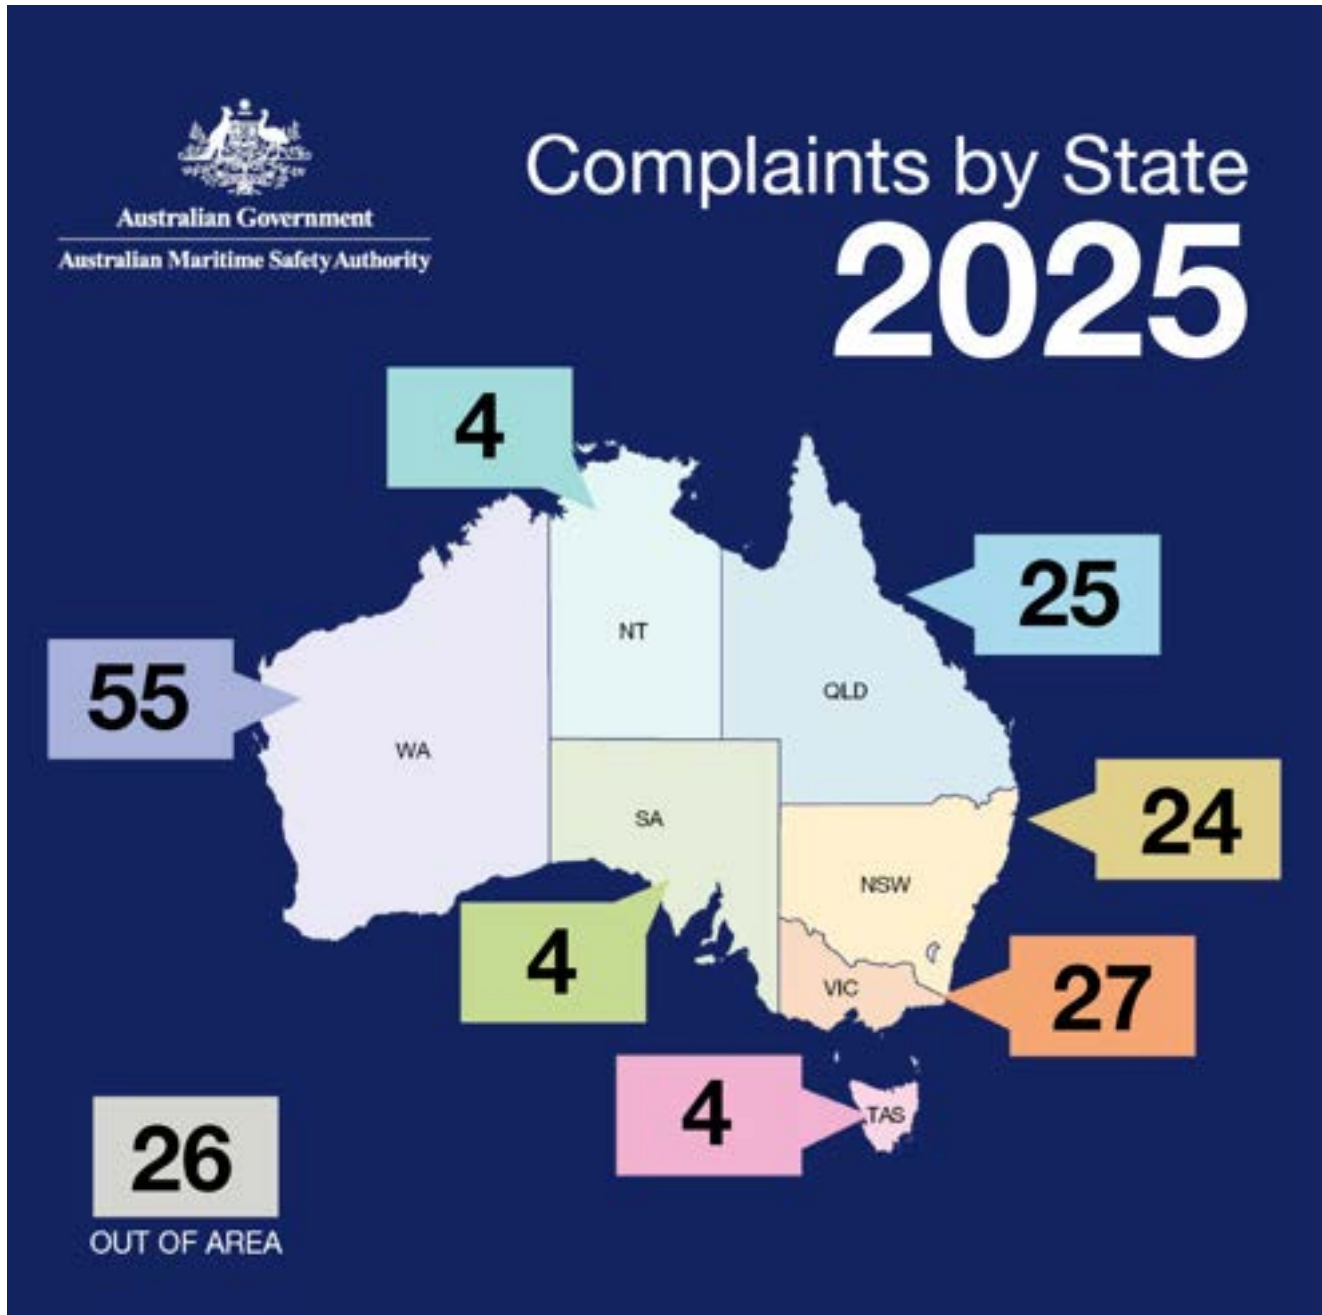 Australian Government
Australian Maritime Safety Authority
Complaints by State
2025
4
25
NT
QLD
55
WA
24
SA
NSW
4
27
VIC
4
TAS
26
OUT OF AREA